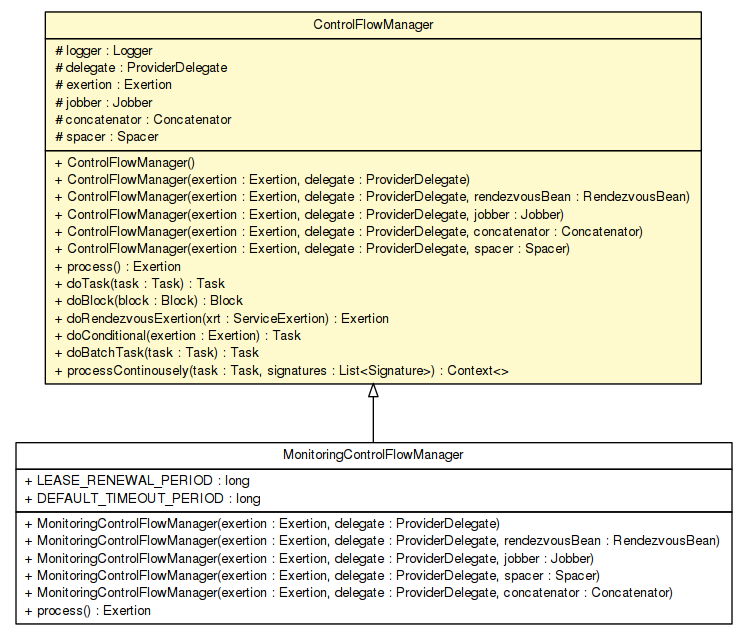 ControlFlowManager
# logger : Logger
# delegate : ProviderDelegate
# exertion : Exertion
# jobber : Jobber
# concatenator : Concatenator
# spacer : Spacer
+ ControlFlowManager()
+ ControlFlowManager(exertion : Exertion, delegate : ProviderDelegate)
+ ControlFlowManager(exertion : Exertion, delegate : ProviderDelegate, rendezvousBean : RendezvousBean)
+ ControlFlowManager(exertion : Exertion, delegate : ProviderDelegate, jobber : Jobber)
+ ControlFlowManager(exertion : Exertion, delegate : ProviderDelegate, concatenator : Concatenator)
+ ControlFlowManager(exertion : Exertion, delegate : ProviderDelegate, spacer : Spacer)
+ process() : Exertion
+ doTask(task : Task) : Task
+ doBlock(block : Block) : Block
+ doRendezvousExertion(xrt : ServiceExertion) : Exertion
+ doConditional(exertion : Exertion) : Task
+ doBatchTask(task : Task) : Task
+ processContinousely(task : Task, signatures : List<Signature>) : Context<>
MonitoringControlFlowManager
+ LEASE_RENEWAL_PERIOD : long
+ DEFAULT_TIMEOUT_PERIOD : long
+ MonitoringControlFlowManager(exertion : Exertion, delegate : ProviderDelegate)
+ MonitoringControlFlowManager(exertion : Exertion, delegate : ProviderDelegate, rendezvousBean : RendezvousBean)
+ MonitoringControlFlowManager(exertion : Exertion, delegate : ProviderDelegate, jobber : Jobber)
+ MonitoringControlFlowManager(exertion : Exertion, delegate : ProviderDelegate, spacer : Spacer)
+ MonitoringControlFlowManager(exertion : Exertion, delegate : ProviderDelegate, concatenator : Concatenator)
+ process() : Exertion